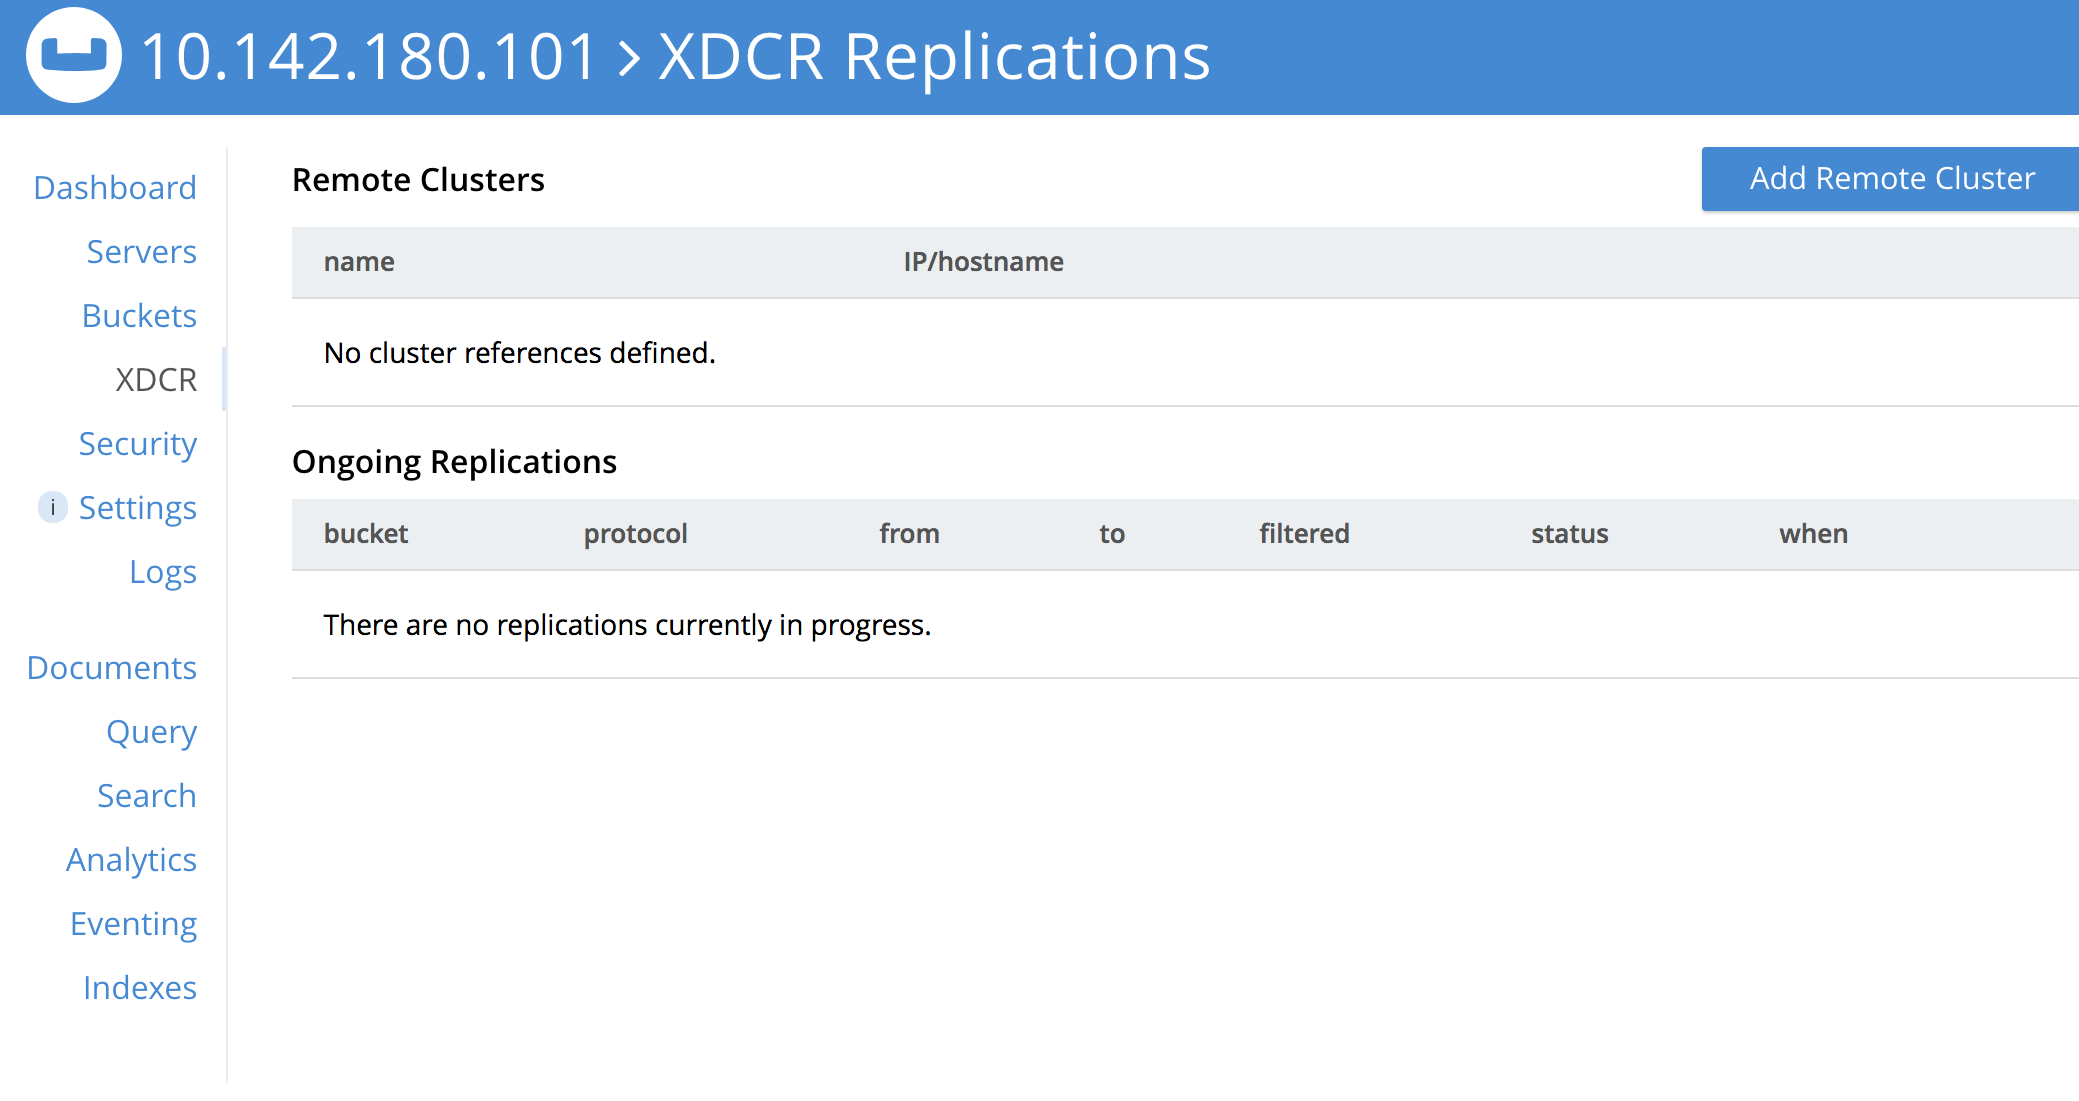 10.142.180.101 > XDCR Replications
Dashboard
Servers
Buckets
XDCR
Security
i Settings
Logs
Documents
Query
Search
Analytics
Eventing
Indexes
Remote Clusters
Add Remote Cluster
name IP/hostname
No cluster references defined.
Ongoing Replications
bucket protocol from to filtered status when
There are no replications currently in progress.